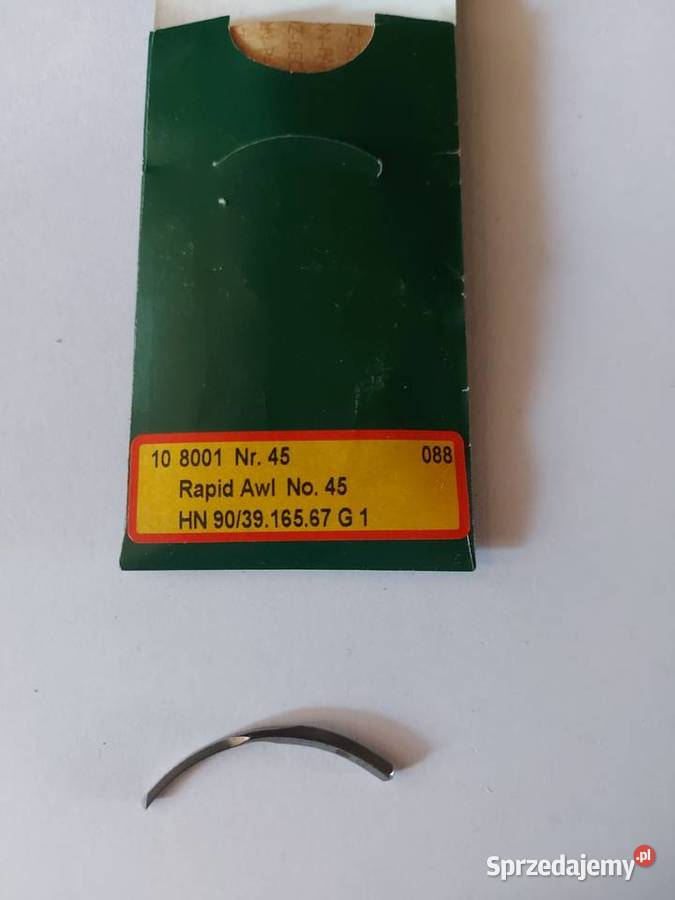 10 8001 Nr. 45 088
Rapid Awl No. 45
HN 90/39.165.67 G 1
Sprzedajemy.pl